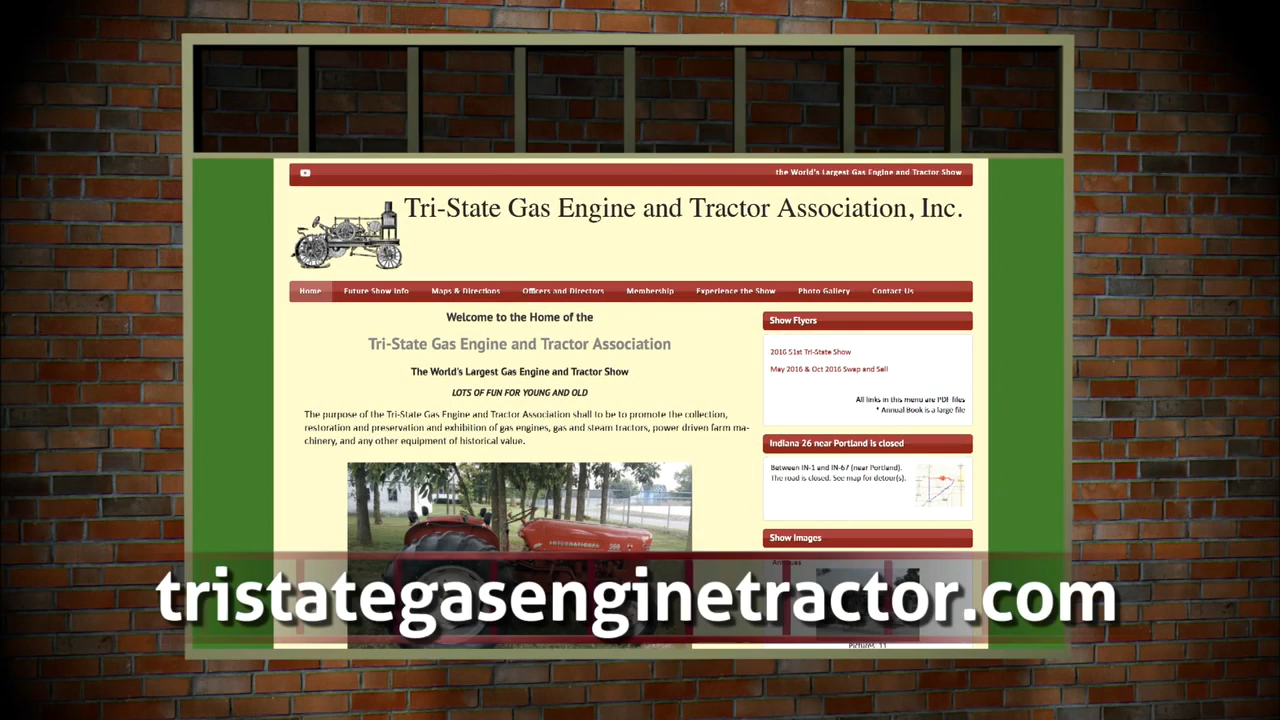 the World's Largest Gas Engine and Tractor Show
Tri-State Gas Engine and Tractor Association, Inc.
Home Future Show Info Maps & Directions Officers and Directors Membership Experience the Show Photo Gallery Contact Us
Welcome to the Home of the
Tri-State Gas Engine and Tractor Association
The World's Largest Gas Engine and Tractor Show
LOTS OF FUN FOR YOUNG AND OLD
The purpose of the Tri-State Gas Engine and Tractor Association shall to be to promote the collection,
restoration and preservation and exhibition of gas engines, gas and steam tractors, power driven farm ma-
chinery, and any other equipment of historical value.
INTERNATIONAL
Show Flyers
2016 51st Tri-State Show
May 2016 & Oct 2016 Swap and Sell
All links in this menu are PDF files
* Annual Book is a large file
Indiana 26 near Portland is closed
Between IN-1 and IN-67 (near Portland).
The road is closed. See map for detour(s).
Show Images
Antiques
Pictures: 11
tristategasenginetractor.com